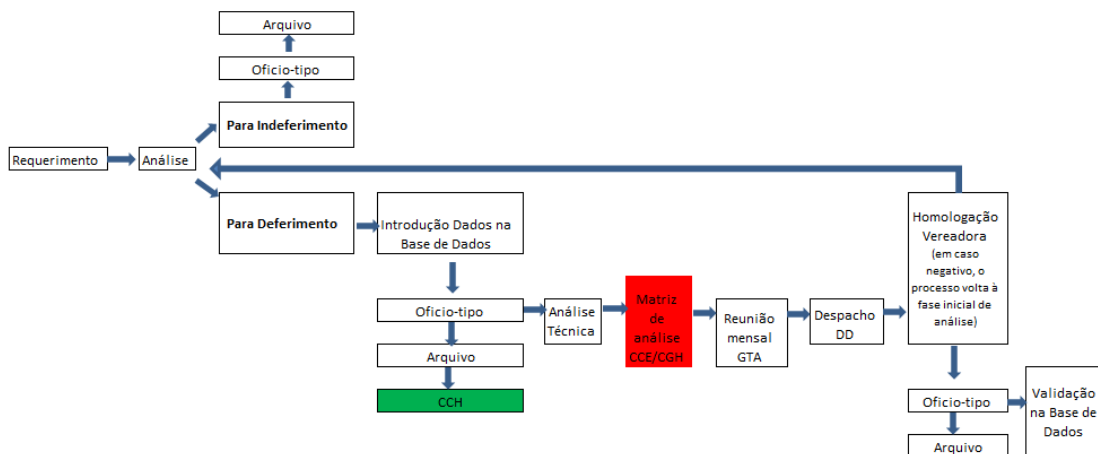 Arquivo
Oficio-tipo
Para Indeferimento
Requerimento
Análise
Para Deferimento
Introdução Dados na
Base de Dados
Homologação
Vereadora
(em caso
negativo, o
processo volta à
fase inicial de
análise)
Oficio-tipo
Análise
Técnica
Matriz
de
análise
CCE/CGH
Reunião
mensal
GTA
Despacho
DD
Arquivo
CCH
Oficio-tipo
Validação
na Base de
Dados
Arquivo